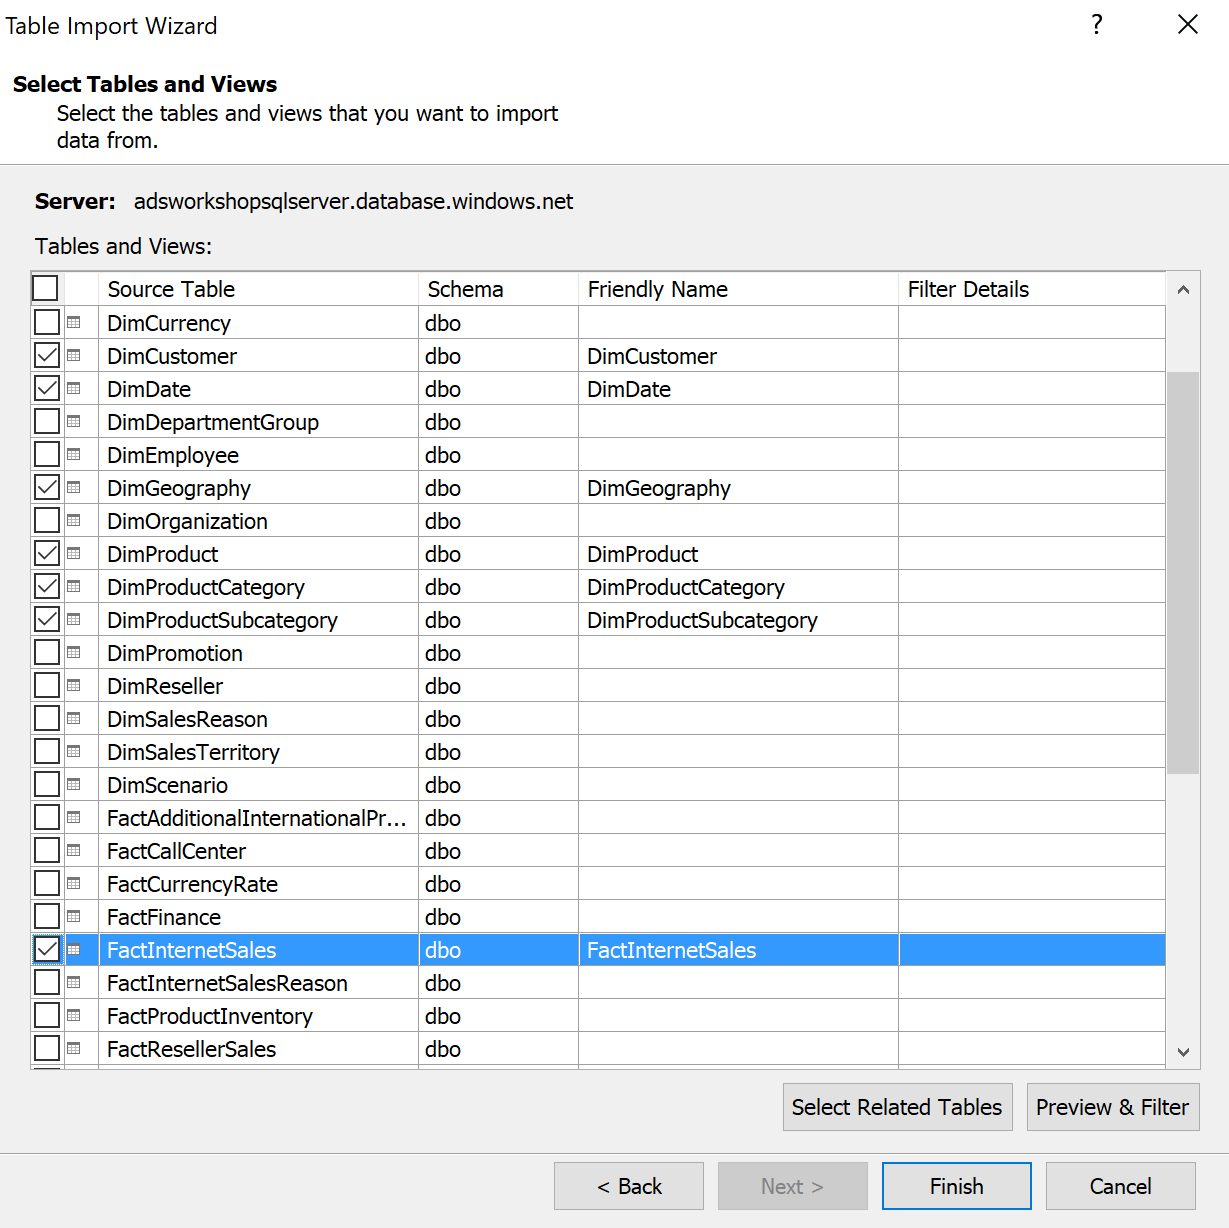 Table Import Wizard ?
Select Tables and Views
Select the tables and views that you want to import
data from.
Server: adsworkshopsqlserver.database.windows.net
Tables and Views:
Source Table Schema Friendly Name Filter Details
DimCurrency dbo
DimCustomer dbo DimCustomer
DimDate dbo DimDate
DimDepartmentGroup dbo
DimEmployee dbo
DimGeography dbo DimGeography
DimOrganization dbo
DimProduct dbo DimProduct
DimProductCategory dbo DimProductCategory
DimProductSubcategory dbo DimProductSubcategory
DimPromotion dbo
DimReseller dbo
DimSalesReason dbo
DimSalesTerritory dbo
DimScenario dbo
FactAdditionalInternationalPr... dbo
FactCallCenter dbo
FactCurrencyRate dbo
FactFinance dbo
FactInternetSales dbo FactInternetSales
FactInternetSalesReason dbo
FactProductInventory dbo
FactResellerSales dbo
Select Related Tables Preview & Filter
< Back Next > Finish Cancel